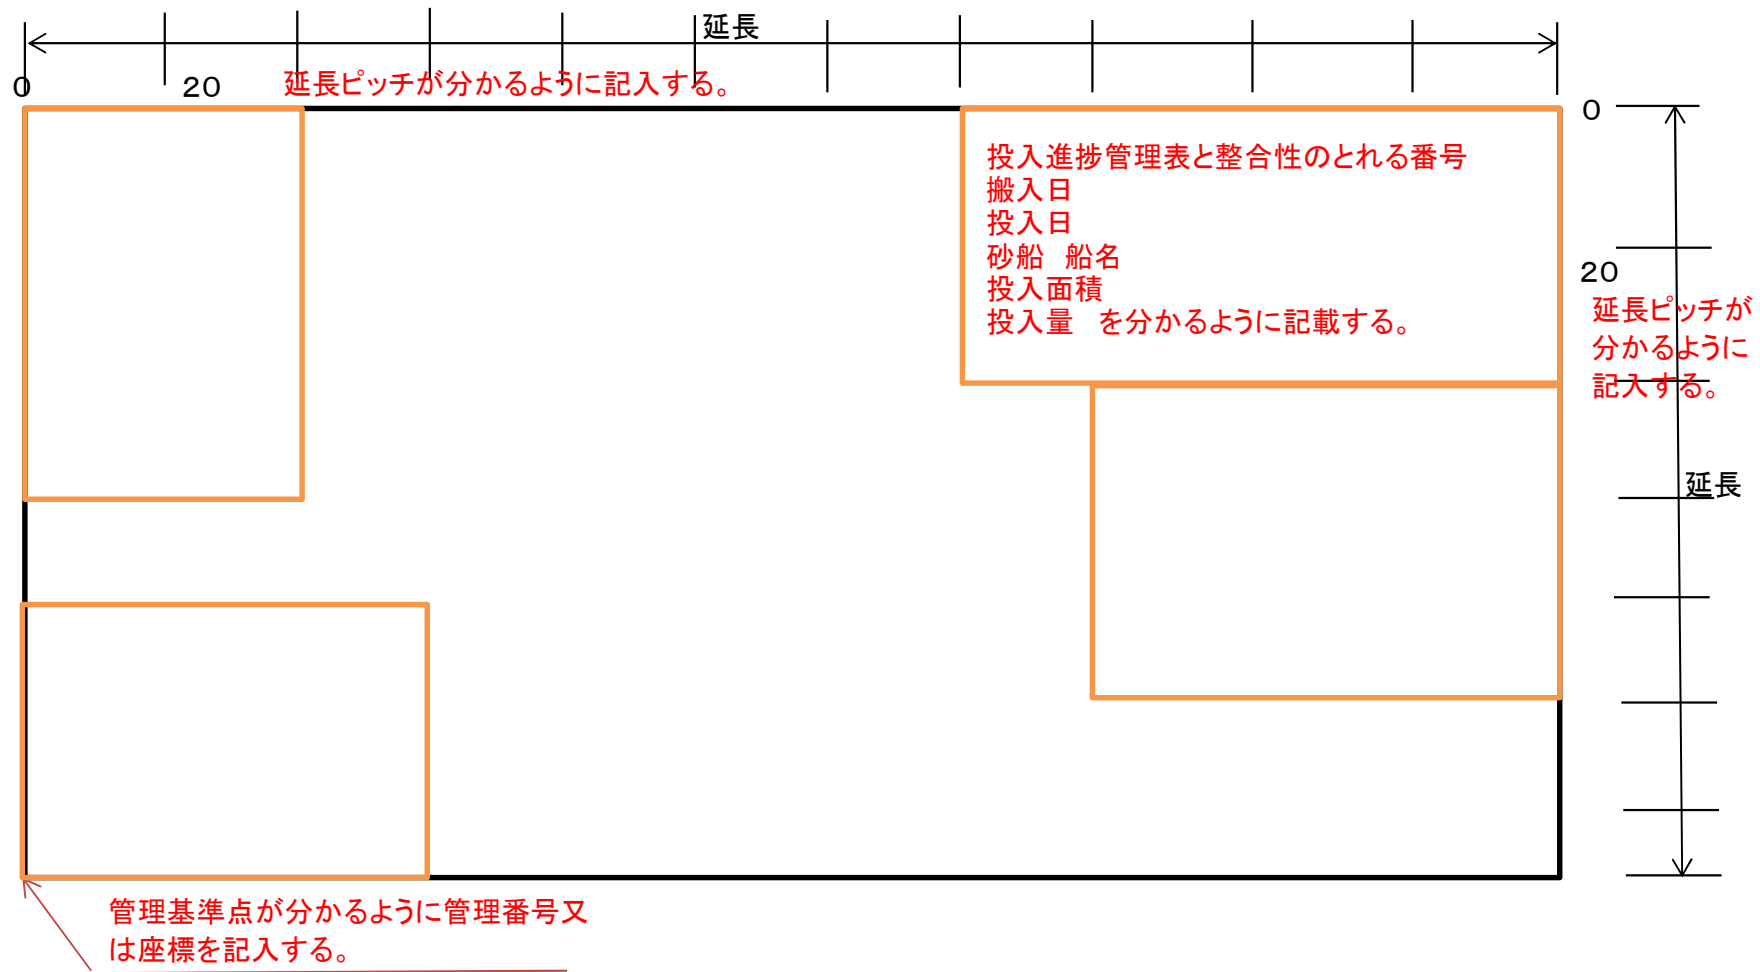 延長
0
20
延長ピッチが分かるように記入する。
0
投入進捗管理表と整合性のとれる番号
搬入日
投入日
砂船　船名
投入面積
投入量　を分かるように記載する。
20
延長ピッチが
分かるように
記入する。
延長
管理基準点が分かるように管理番号又
は座標を記入する。